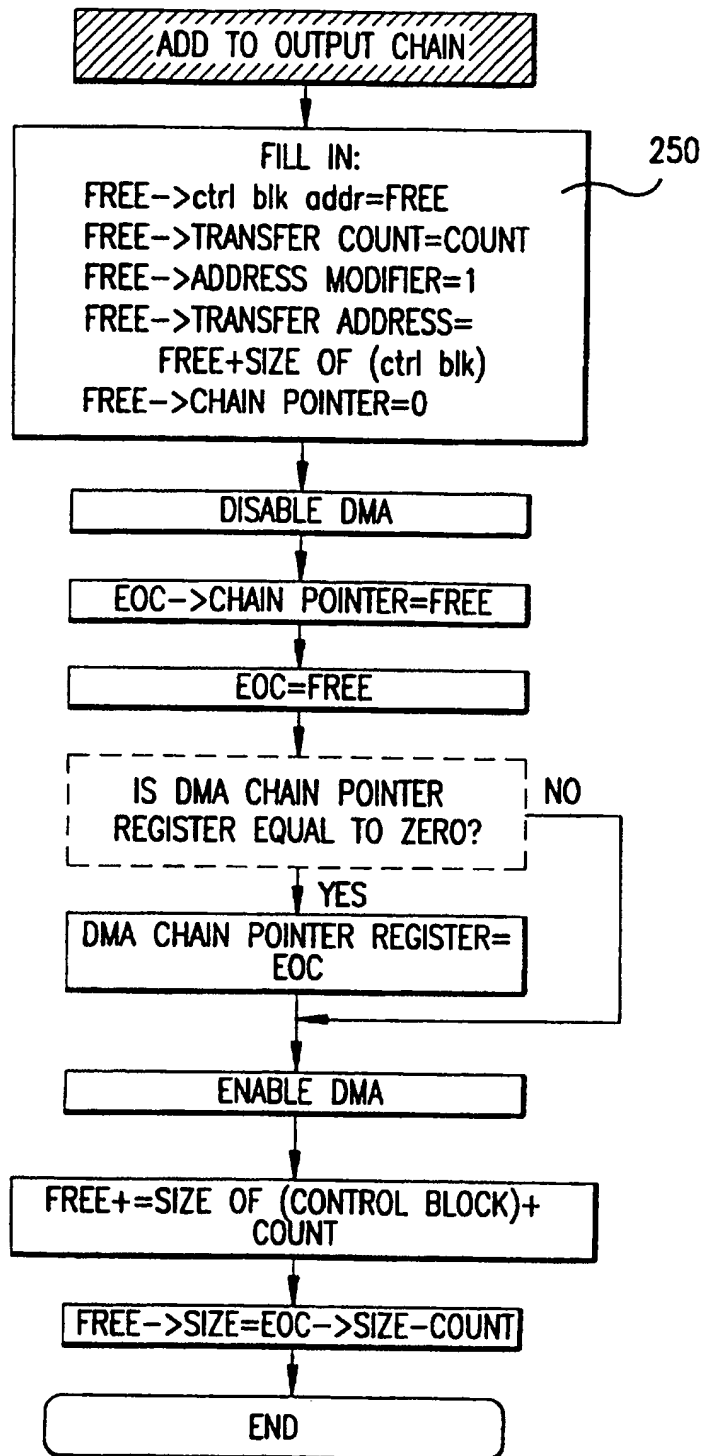 ADD TO OUTPUT CHAIN
FILL IN:
250
FREE->ctrl blk addr=FREE
FREE->TRANSFER COUNT=COUNT
FREE->ADDRESS MODIFIER=1
FREE->TRANSFER ADDRESS=
FREE+SIZE OF (ctrl blk)
FREE->CHAIN POINTER=0
DISABLE DMA
EOC->CHAIN POINTER=FREE
EOC=FREE
IS DMA CHAIN POINTER
REGISTER EQUAL TO ZERO?
NO
YES
DMA CHAIN POINTER REGISTER=
EOC
ENABLE DMA
FREE+=SIZE OF (CONTROL BLOCK)+
COUNT
FREE->SIZE=EOC->SIZE-COUNT
END